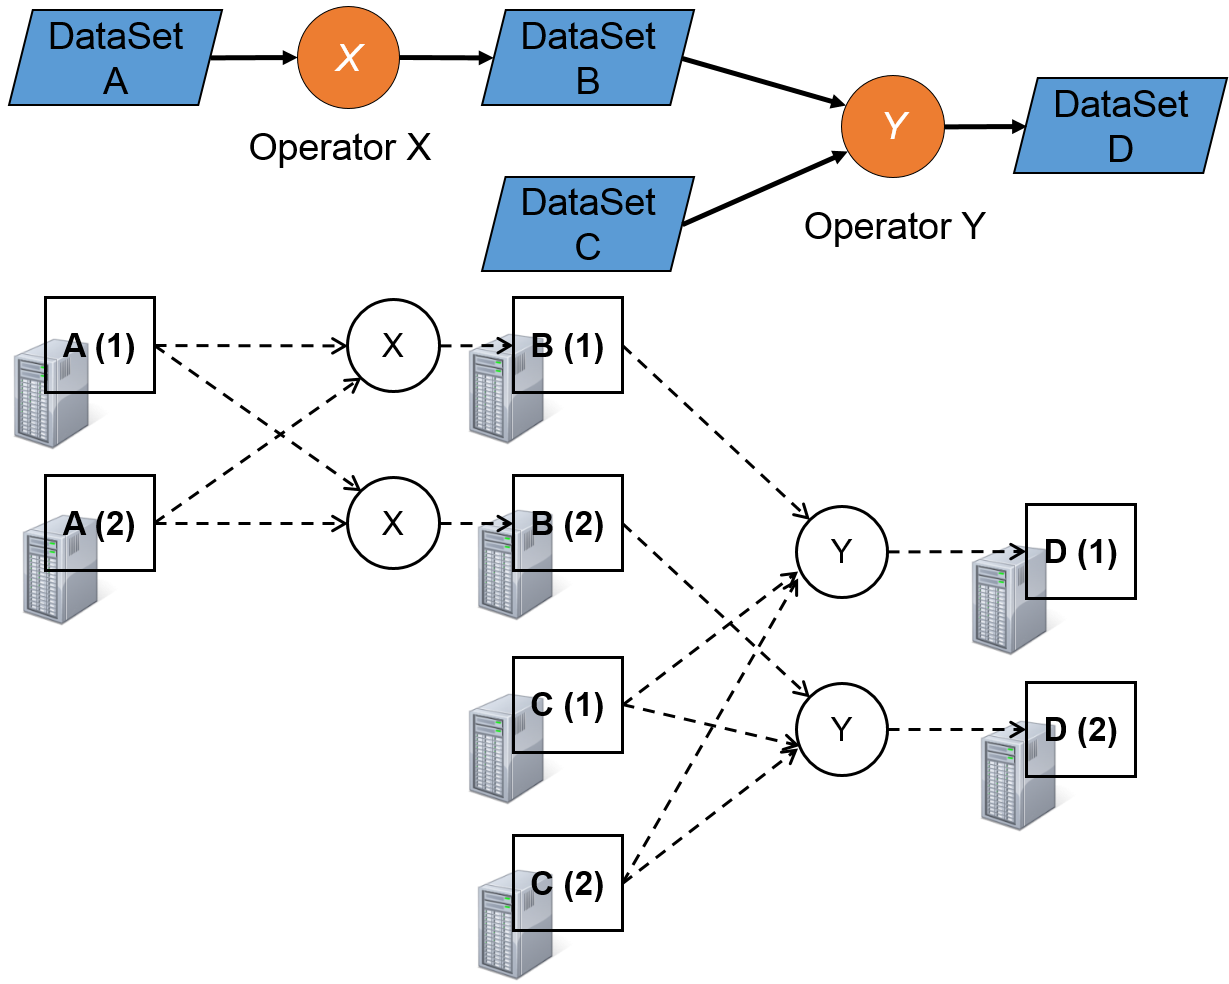 DataSet
A
X
DataSet
B
Operator X
DataSet
C
Y
Operator Y
DataSet
D
A (1)
X
B (1)
A (2)
X
B (2)
Y
D (1)
C (1)
Y
D (2)
C (2)